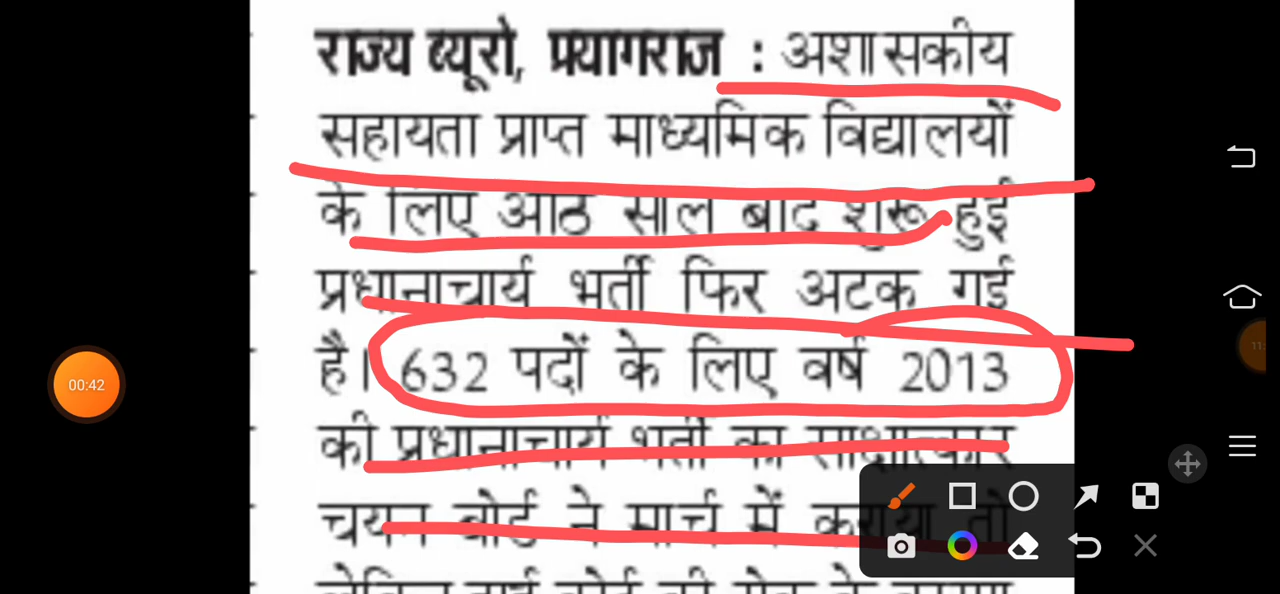 राज्य ब्यूरो, प्रयागराज : अशासकीय
सहायता प्राप्त माध्यमिक विद्यालयों
के लिए आठ साल बाद शुरू हुई
प्रधानाचार्य भर्ती फिर अटक गई
है। 632 पदों के लिए वर्ष 2013
की प्रधानाचार्य भर्ती का साक्षात्कार
चयन बोर्ड ने मार्च में कराया तो
00:42